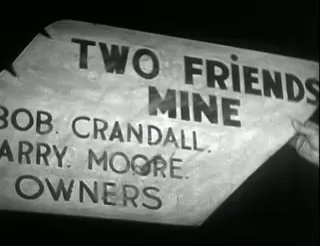 TWO FRiENDS
MINE
BOB. CRANDALL.
ARRY. MOORE.
OWNERS